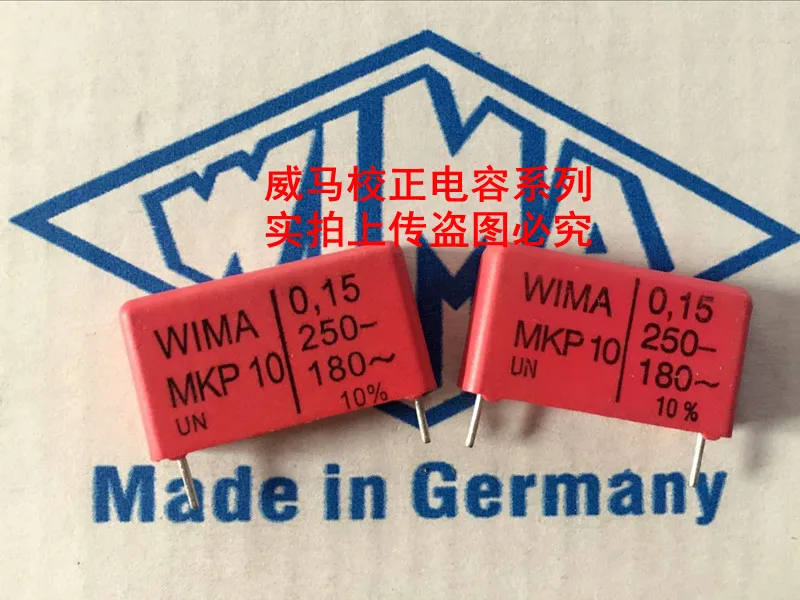 WIMA
威马校正电容系列
实拍上传盗图必究
WIMA
MKP 10
UN
0,15
250–
180~
10%
WIMA
MKP 10
UN
0,15
250–
180~
10%
Made in Germany